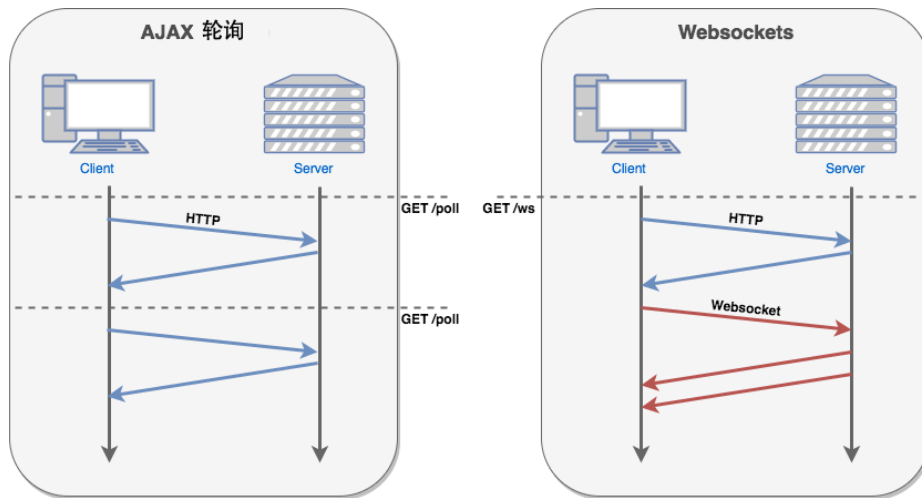 AJAX 轮询
Client
Server
GET /poll
HTTP
GET /poll
Websockets
Client
Server
GET /ws
HTTP
Websocket